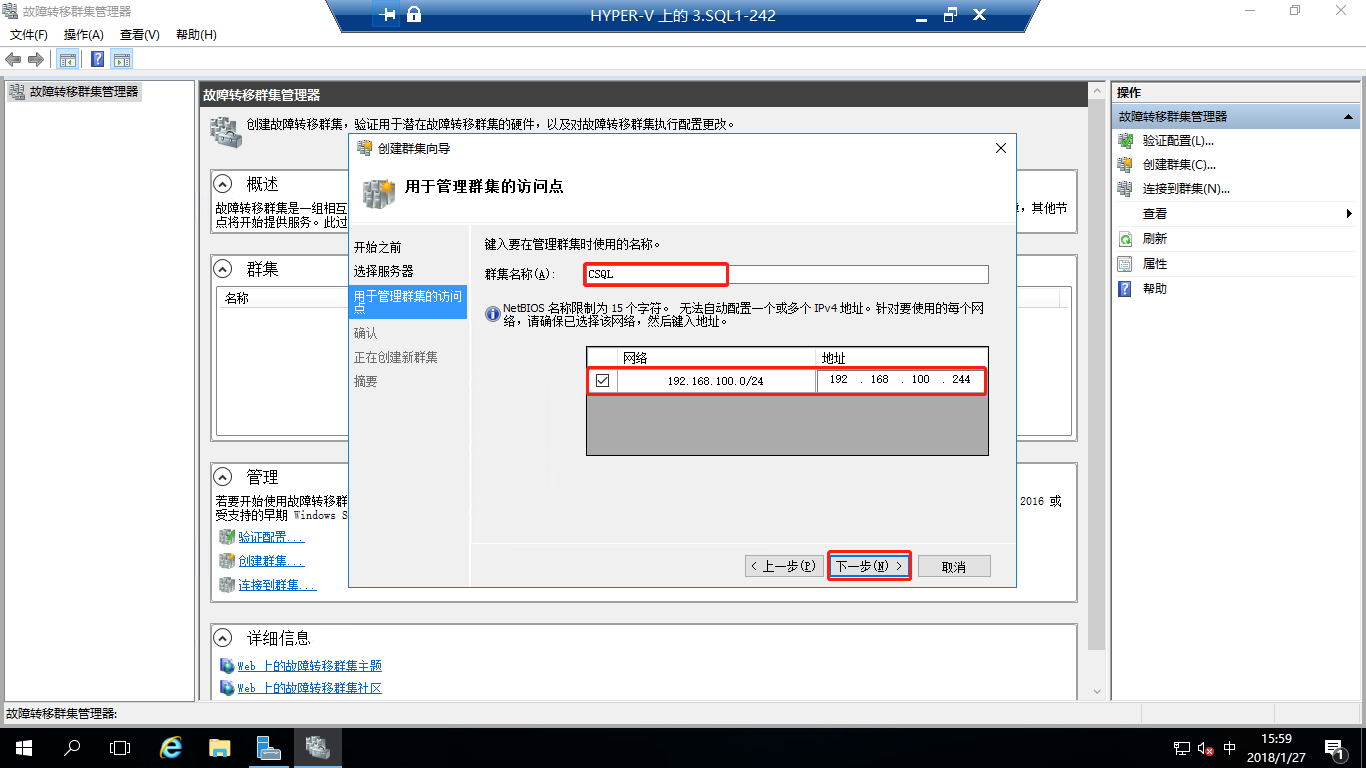 故障转移群集管理器
HYPER-V 上的 3.SQL1-242
文件(F) 操作(A) 查看(V) 帮助(H)
故障转移群集管理器
故障转移群集管理器
创建故障转移群集，验证用于潜在故障转移群集的硬件，以及对故障转移群集执行配置更改。
概述
故障转移群集是一组相互
，其他节
点将开始提供服务。此过
群集
名称
管理
若要开始使用故障转移群
2016 或
受支持的早期 Windows S
验证配置...
创建群集...
连接到群集...
详细信息
Web 上的故障转移群集主题
Web 上的故障转移群集社区
创建群集向导
用于管理群集的访问点
开始之前
选择服务器
用于管理群集的访问
点
确认
正在创建新群集
摘要
键入要在管理群集时使用的名称。
群集名称(A):
CSQL
NetBIOS 名称限制为 15 个字符。 无法自动配置一个或多个 IPv4 地址。针对要使用的每个网
络，请确保已选择该网络，然后键入地址。
网络 地址
192.168.100.0/24 192 . 168 . 100 . 244
< 上一步(P) 下一步(N) > 取消
操作
故障转移群集管理器
验证配置(L)...
创建群集(C)...
连接到群集(N)...
查看
刷新
属性
帮助
故障转移群集管理器:
中
15:59
2018/1/27
1